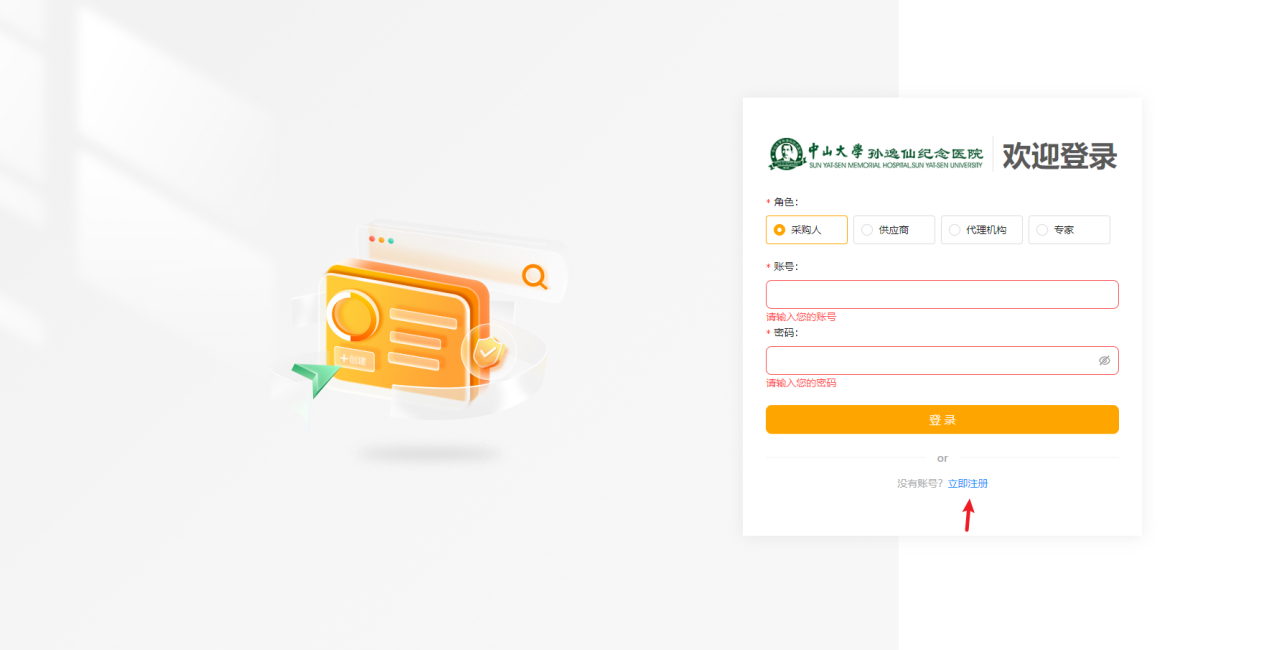 中山大学孙逸仙纪念医院
SUN YAT-SEN MEMORIAL HOSPITAL,SUN YAT-SEN UNIVERSITY
欢迎登录
* 角色:
采购人 供应商 代理机构 专家
* 账号:
请输入您的账号
* 密码:
请输入您的密码
登 录
or
没有账号? 立即注册
+创建